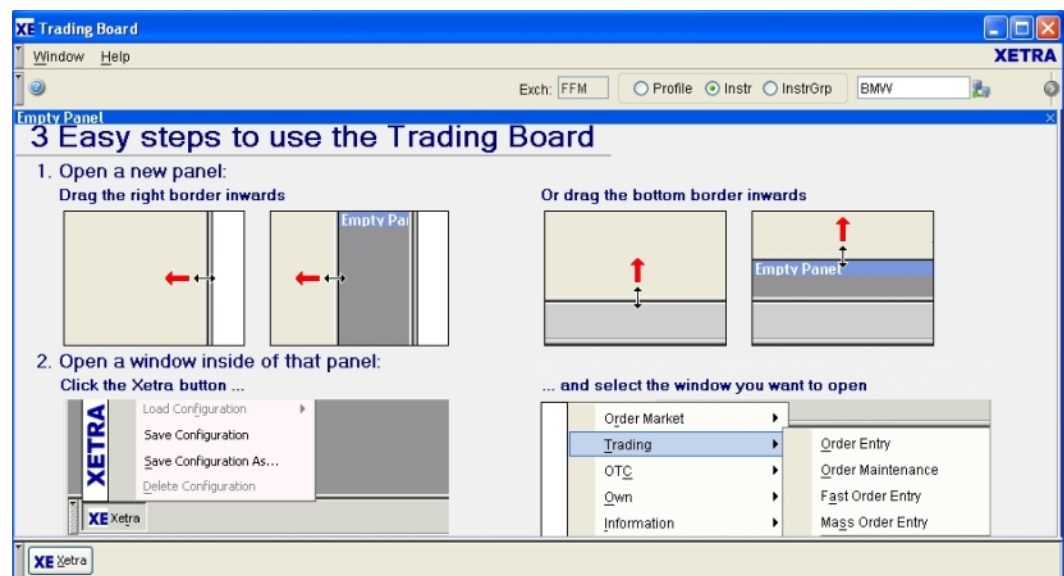 XE Trading Board
Window Help
XETRA
Exch: FFM Profile Instr InstrGrp BMW
Empty Panel
3 Easy steps to use the Trading Board
1. Open a new panel:
Drag the right border inwards
Or drag the bottom border inwards
Empty Pa
Empty Panel
2. Open a window inside of that panel:
Click the Xetra button ...
... and select the window you want to open
XETRA
Load Configuration
Save Configuration
Save Configuration As...
Delete Configuration
XE Xetra
Order Market
Trading
OTC
Own
Information
Order Entry
Order Maintenance
Fast Order Entry
Mass Order Entry
XE Xetra